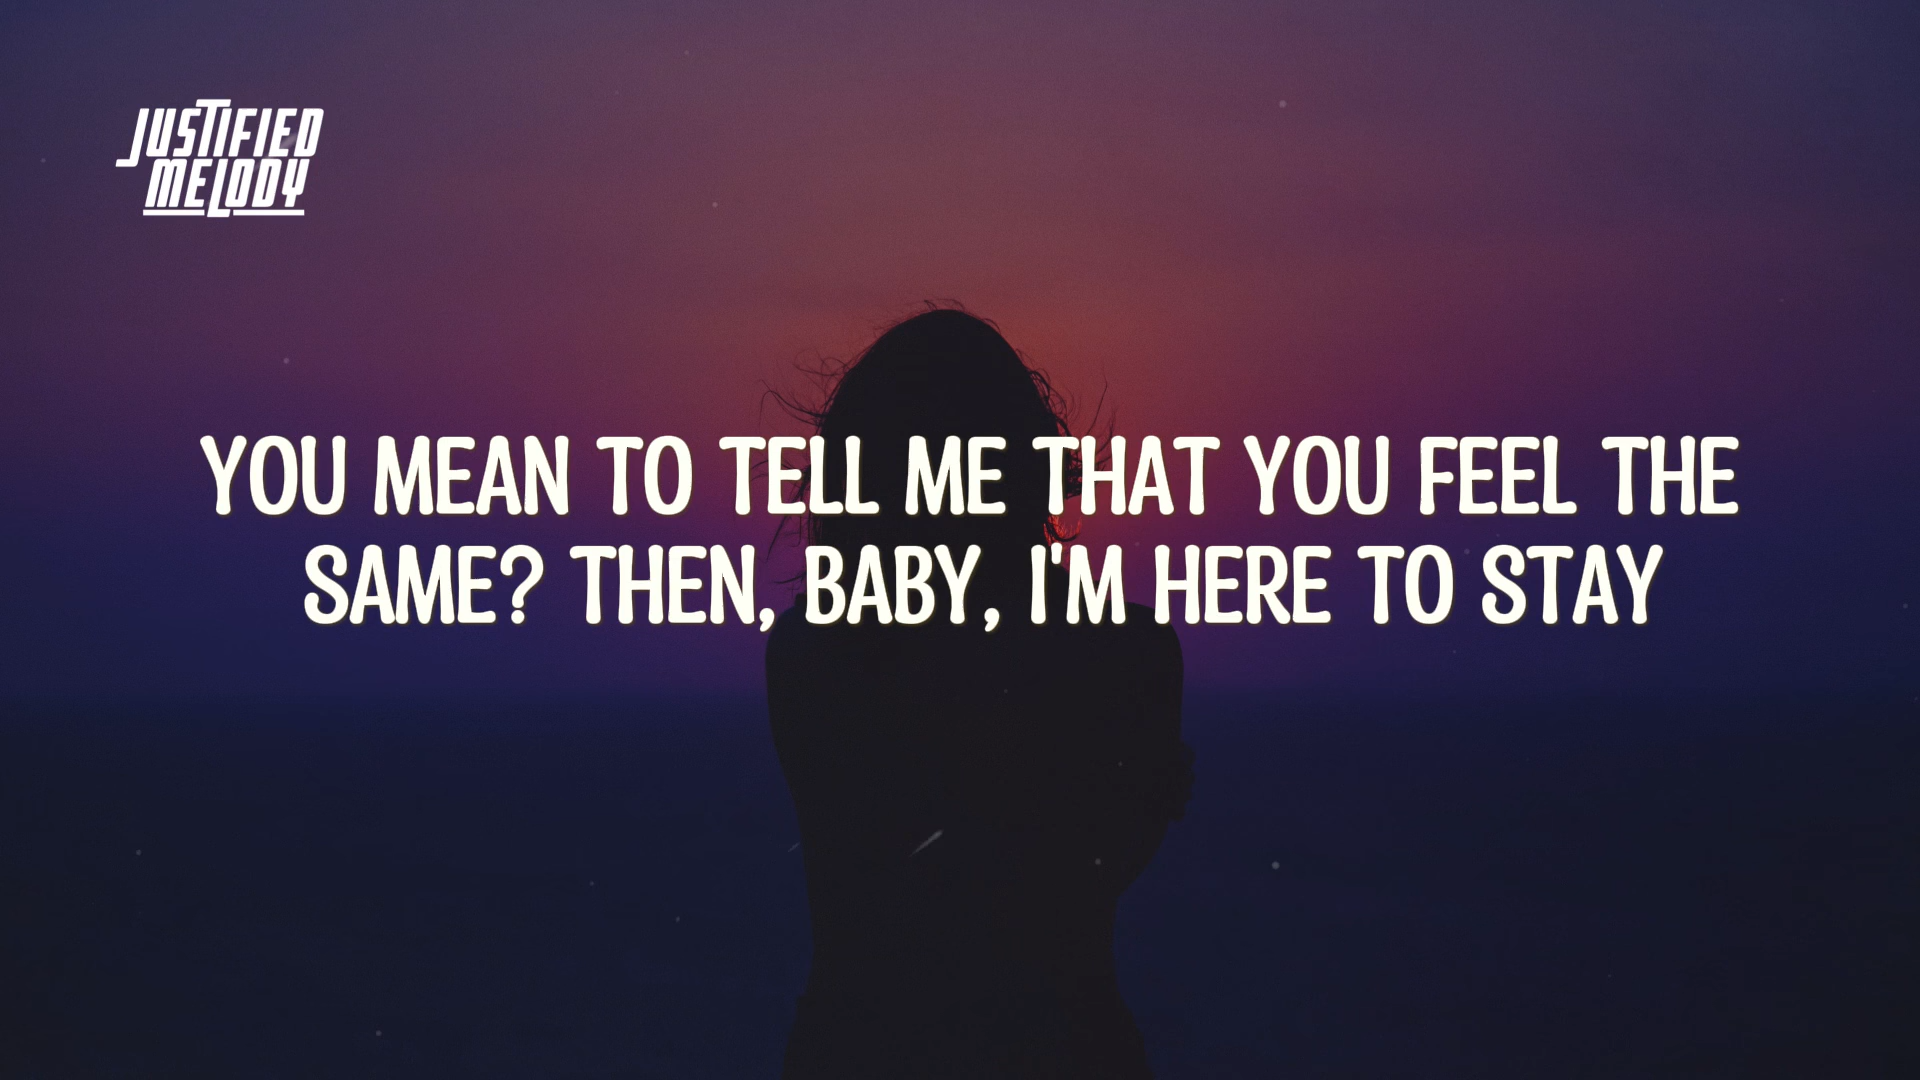 JUSTIFIED
MELODY
YOU MEAN TO TELL ME THAT YOU FEEL THE
SAME? THEN, BABY, I'M HERE TO STAY